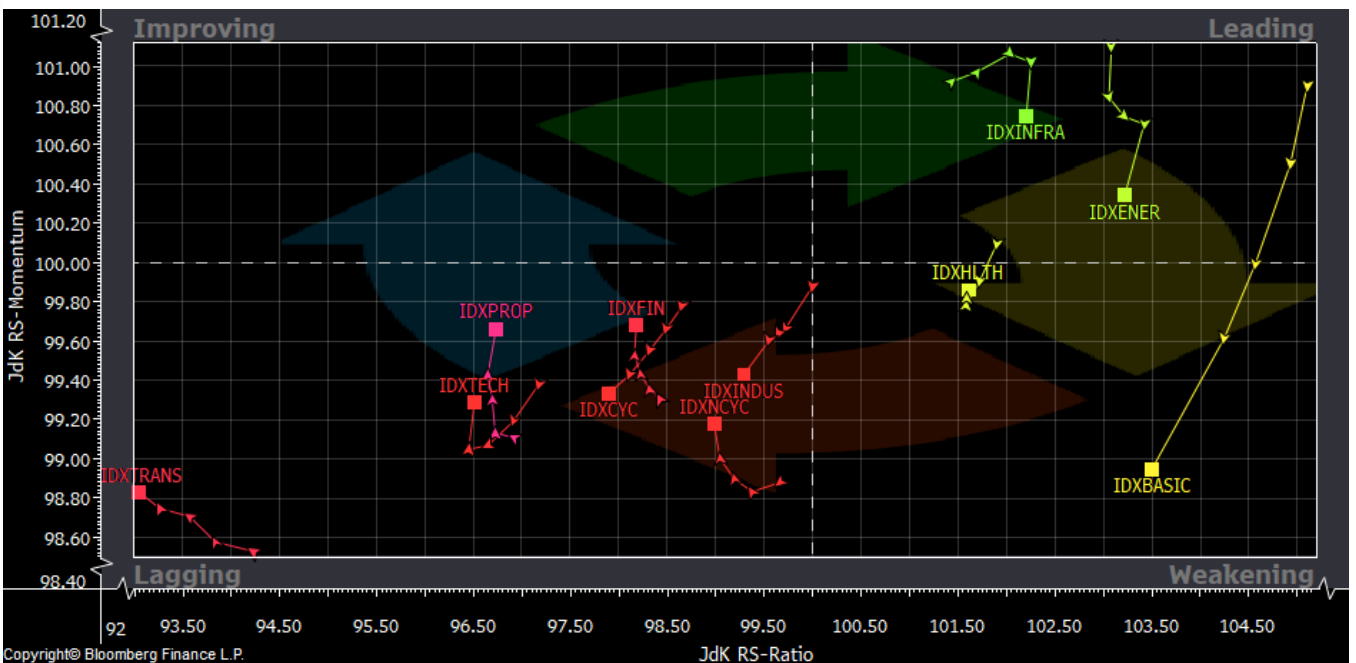 Improving
Leading
101.20
101.00
100.80
100.60
100.40
100.20
100.00
99.80
99.60
99.40
99.20
99.00
98.80
98.60
98.40
JdK RS-Momentum
IDXINFRA
IDXENER
IDXHLTH
IDXPROP
IDXFIN
IDXTECH
IDXCYC
IDXINDUS
IDXNCYC
IDXTRANS
IDXBASIC
Lagging
Weakening
92
93.50
94.50
95.50
96.50
97.50
98.50
99.50
100.50
101.50
102.50
103.50
104.50
Copyright© Bloomberg Finance L.P.
JdK RS-Ratio